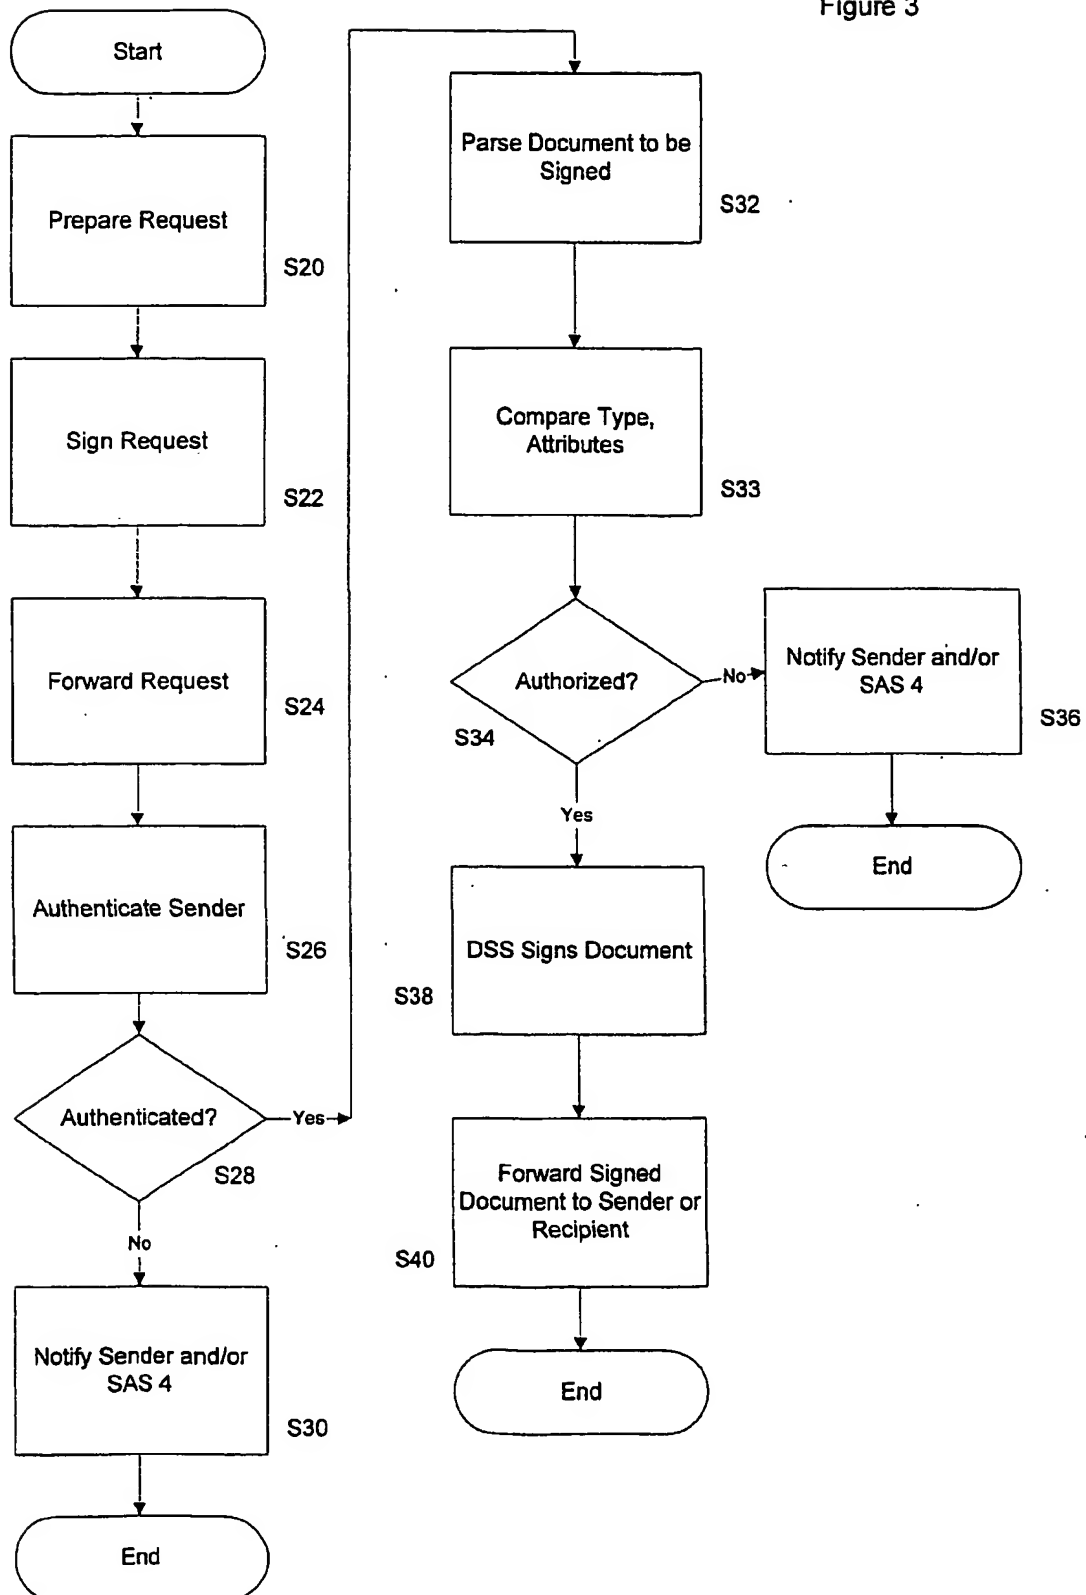 Figure 3
Start
Prepare Request
S20
Sign Request
S22
Forward Request
S24
Authenticate Sender
S26
Authenticated?
Yes
S28
No
Notify Sender and/or
SAS 4
S30
End
Parse Document to be
Signed
S32
Compare Type,
Attributes
S33
Authorized?
No
S34
Notify Sender and/or
SAS 4
S36
End
Yes
DSS Signs Document
S38
Forward Signed
Document to Sender or
Recipient
S40
End